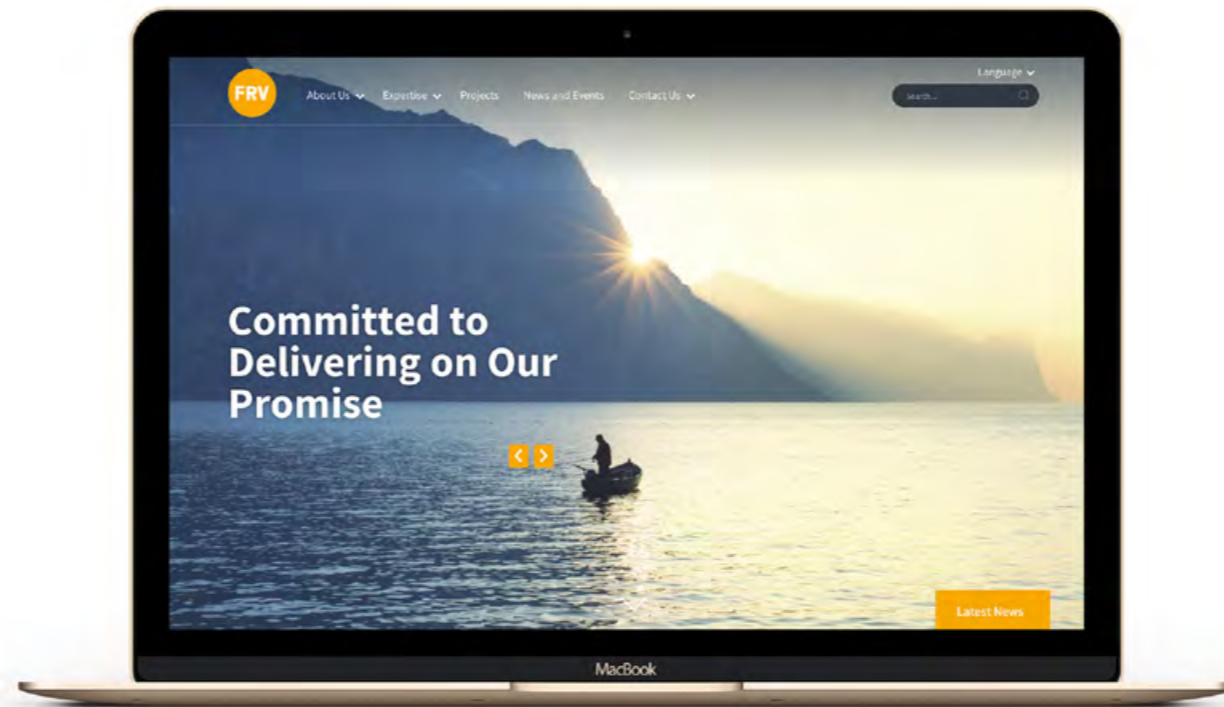 Language
FRV
About Us
Expertise
Projects
News and Events
Contact Us
Search...
Committed to
Delivering on Our
Promise
Latest News
MacBook